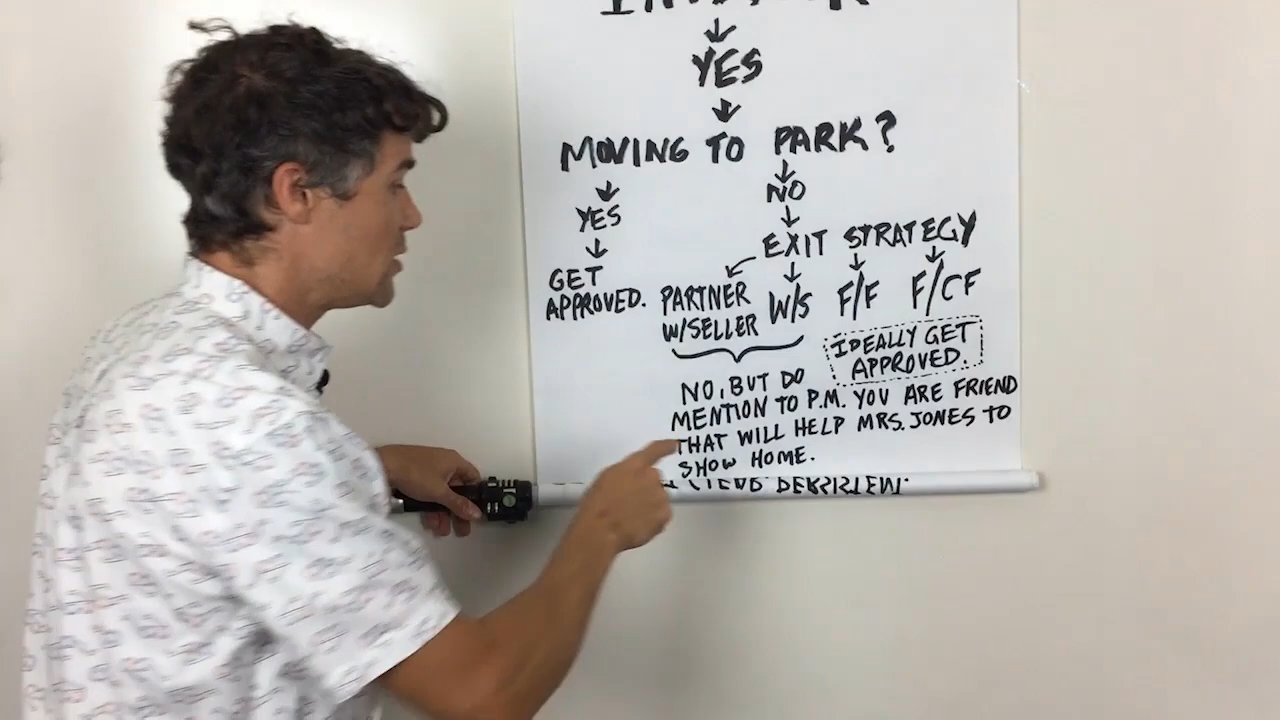 YES
MOVING TO PARK?
YES
NO
GET
APPROVED.
EXIT STRATEGY
PARTNER
W/SELLER
W/S
F/F
F/CF
IDEALLY GET
APPROVED.
NO, BUT DO
MENTION TO P.M. YOU ARE FRIEND
THAT WILL HELP MRS. JONES TO
SHOW HOME.